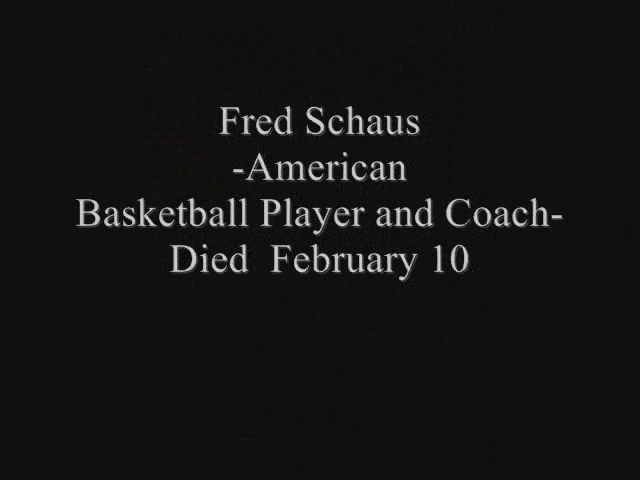 Fred Schaus
-American
Basketball Player and Coach-
Died  February 10